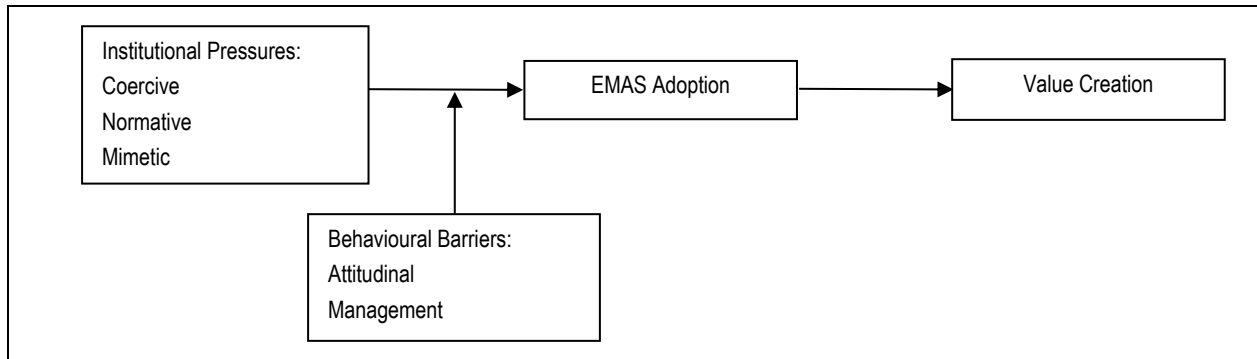 Institutional Pressures:
Coercive
Normative
Mimetic
EMAS Adoption
Value Creation
Behavioural Barriers:
Attitudinal
Management